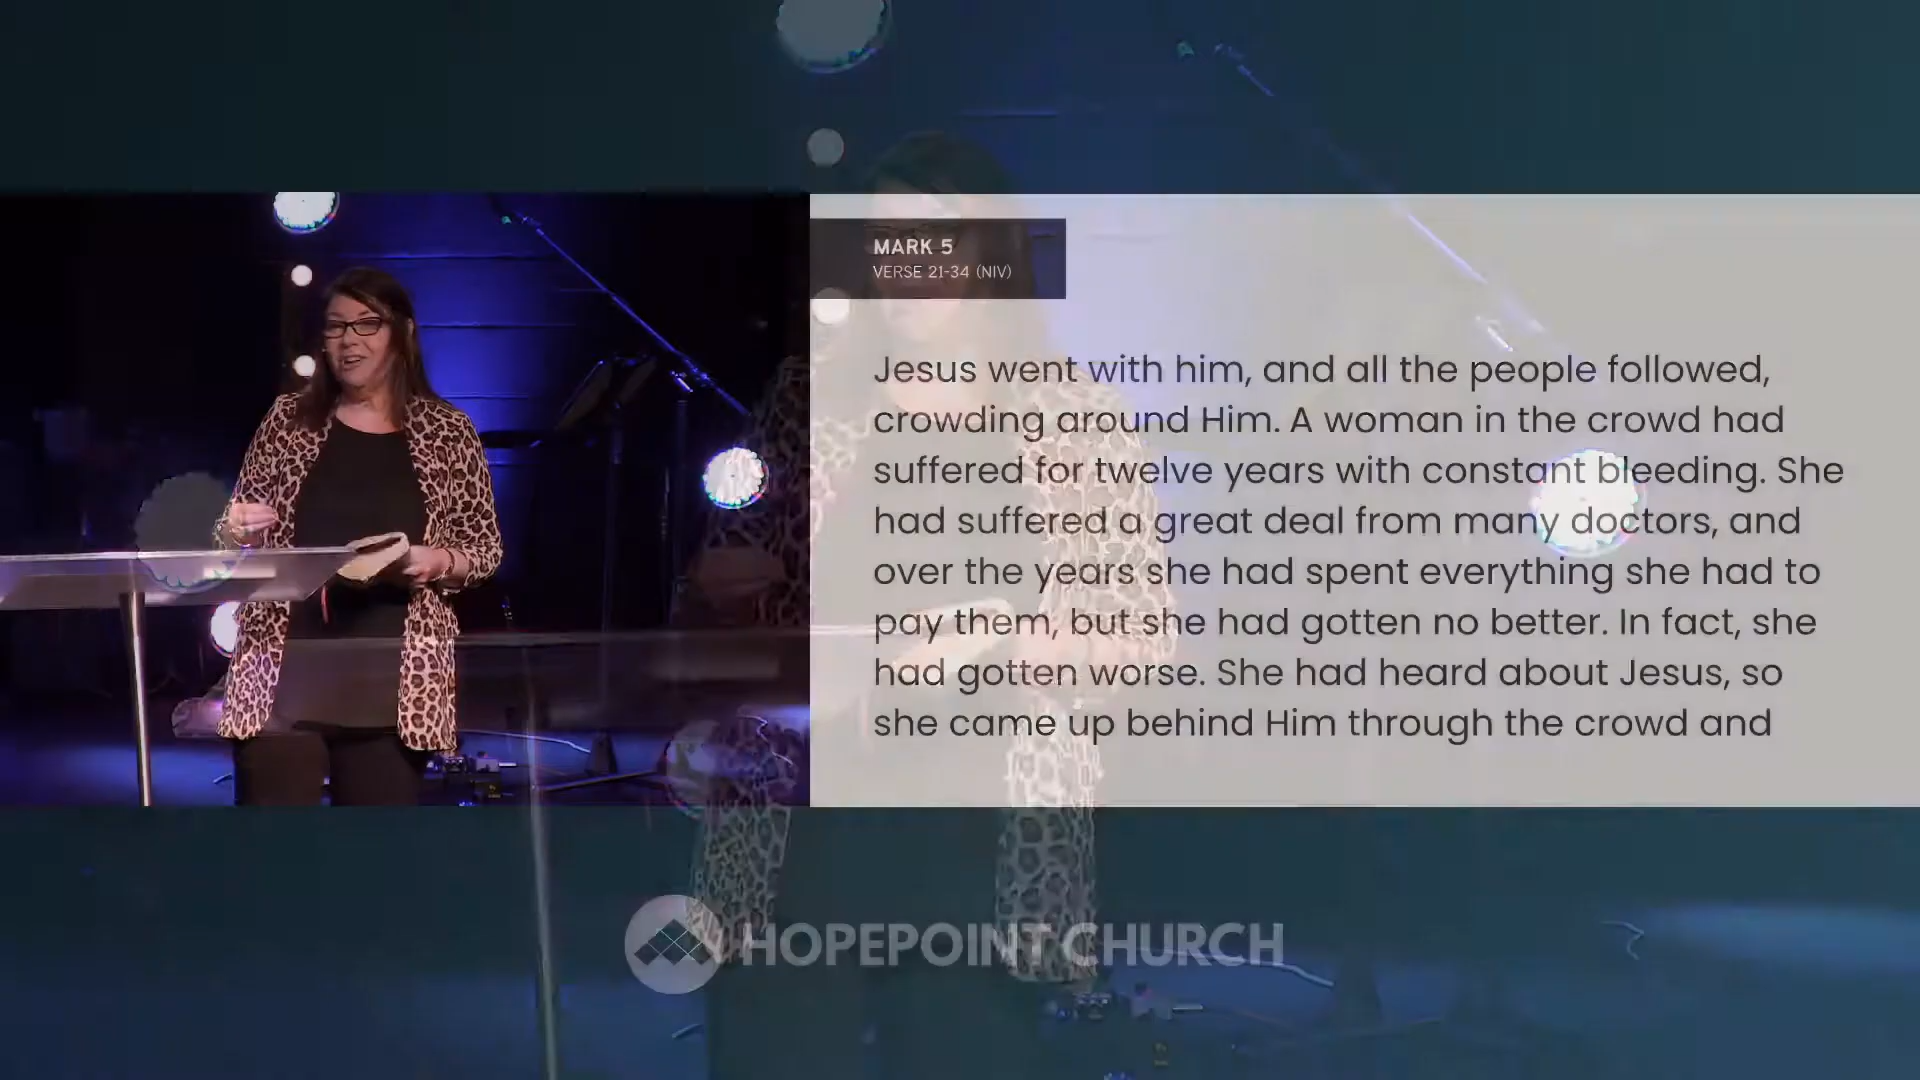 MARK 5
VERSE 21-34 (NIV)
Jesus went with him, and all the people followed,
crowding around Him. A woman in the crowd had
suffered for twelve years with constant bleeding. She
had suffered a great deal from many doctors, and
over the years she had spent everything she had to
pay them, but she had gotten no better. In fact, she
had gotten worse. She had heard about Jesus, so
she came up behind Him through the crowd and
HOPEPOINT CHURCH